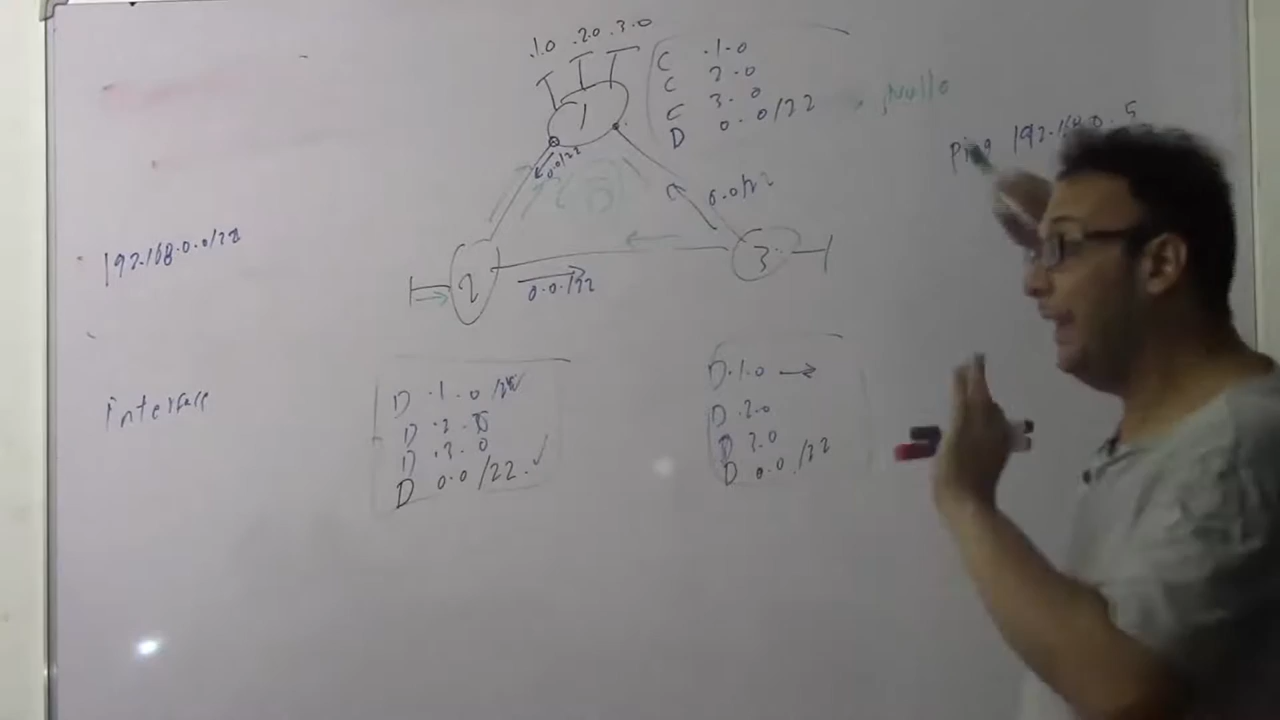 .1.0 .2.0 .3.0
1
C .1.0
C 2.0
C 3.0
D 0.0/22
Null0
Ping 192.168.0.5
0.0/22
0.0/22
192.168.0.0/22
2
3
0.0/22
interface
D .1.0
D .2.0
D .3.0
D 0.0/22
D .1.0
D .2.0
D 3.0
D 0.0/22